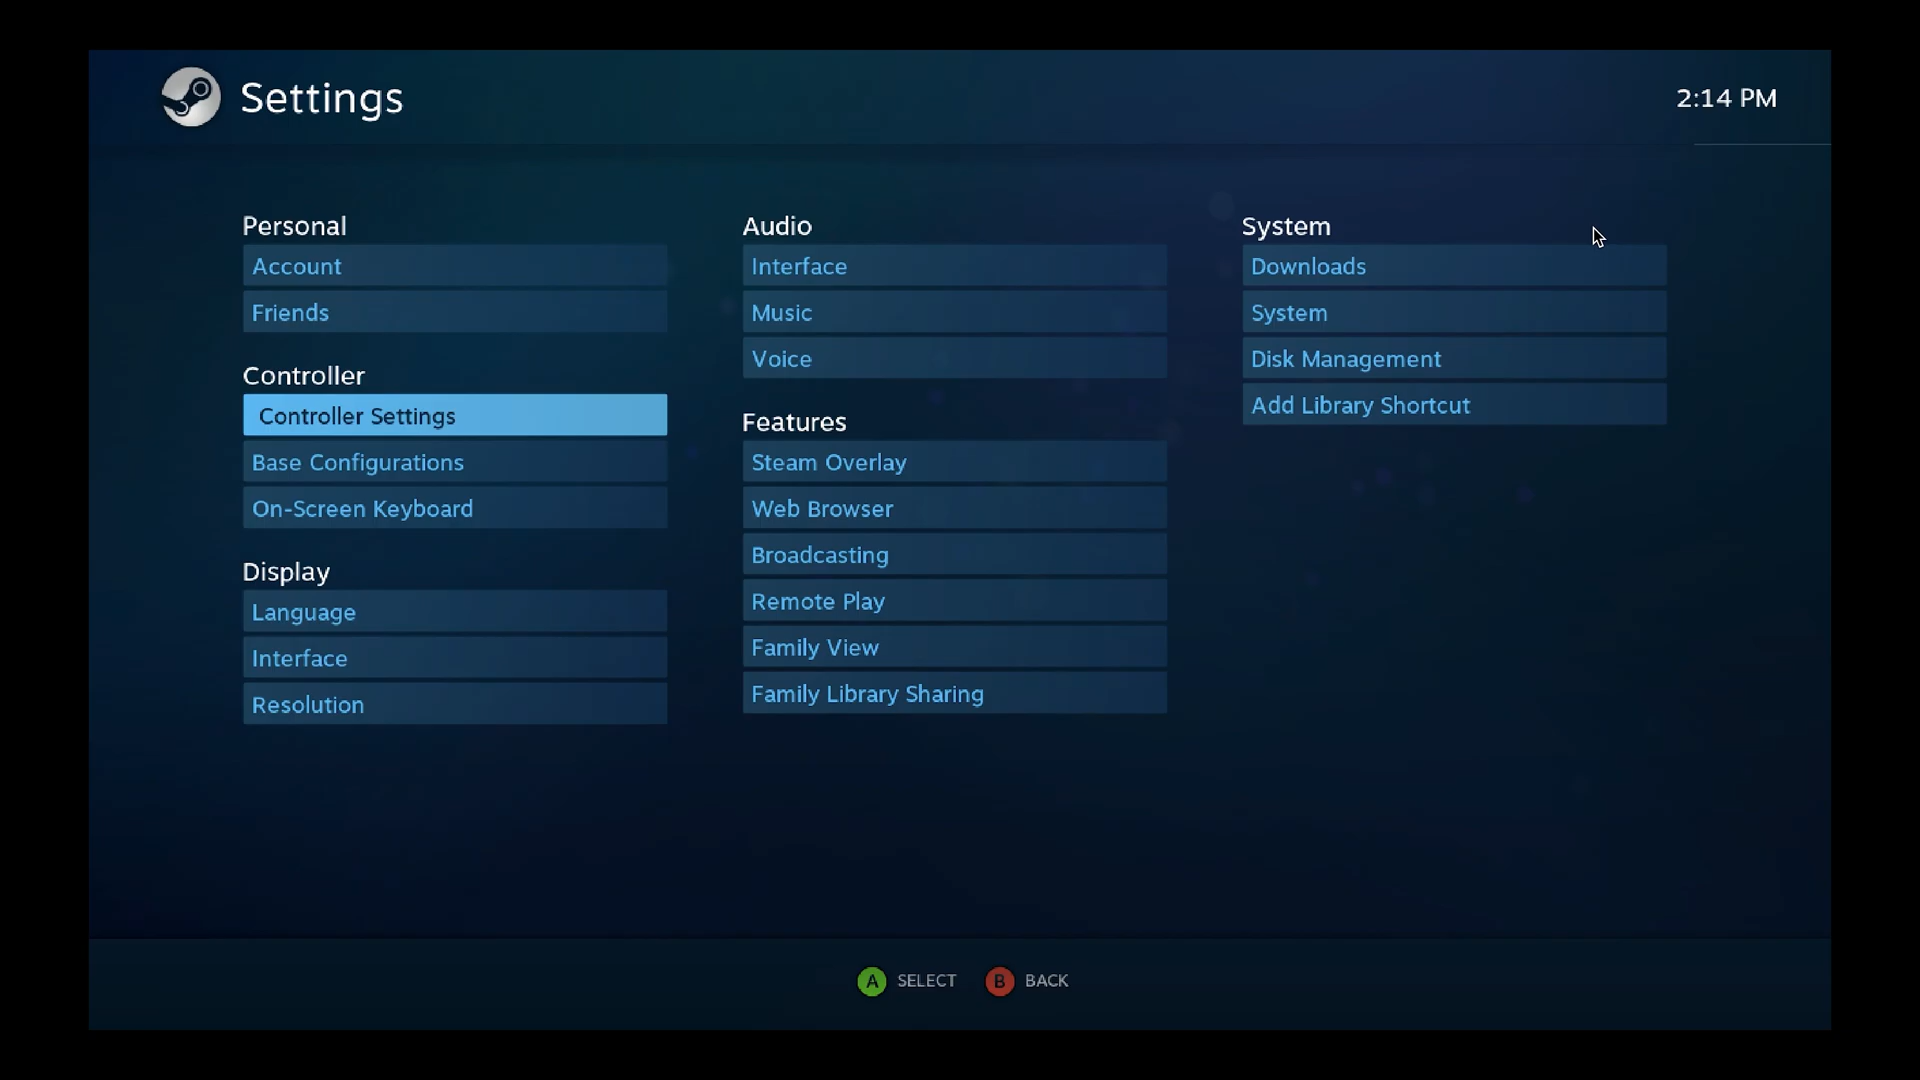 Settings
2:14 PM
Personal
Account
Friends
Controller
Controller Settings
Base Configurations
On-Screen Keyboard
Display
Language
Interface
Resolution
Audio
Interface
Music
Voice
Features
Steam Overlay
Web Browser
Broadcasting
Remote Play
Family View
Family Library Sharing
System
Downloads
System
Disk Management
Add Library Shortcut
A SELECT B BACK